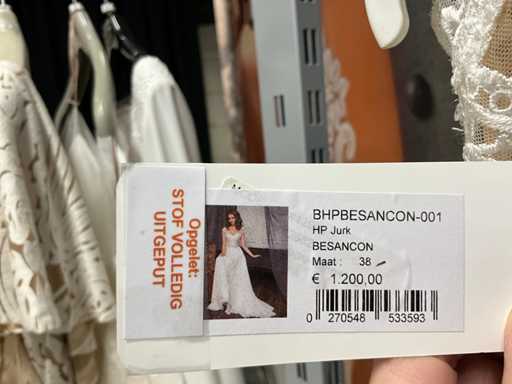 Opgelet:
STOF VOLLEDIG
UITGEPUT
BHPBESANCON-001
HP Jurk
BESANCON
Maat : 38
€ 1.200,00
0 270548 533593